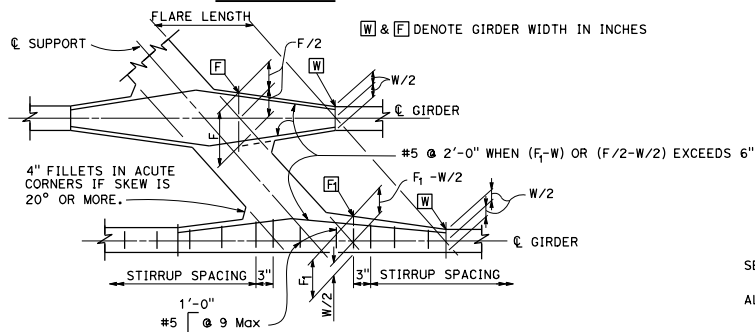 FLARE LENGTH
W & F DENOTE GIRDER WIDTH IN INCHES
℄ SUPPORT
F/2
F
W
W/2
℄ GIRDER
F
#5 @ 2'-0" WHEN (F₁-W) OR (F/2-W/2) EXCEEDS 6"
4" FILLETS IN ACUTE
CORNERS IF SKEW IS
20° OR MORE.
F₁
F₁ -W/2
W
W/2
℄ GIRDER
STIRRUP SPACING
3"
F₁
W/2
3"
STIRRUP SPACING
1'-0"
#5 @ 9 Max
SE
AL